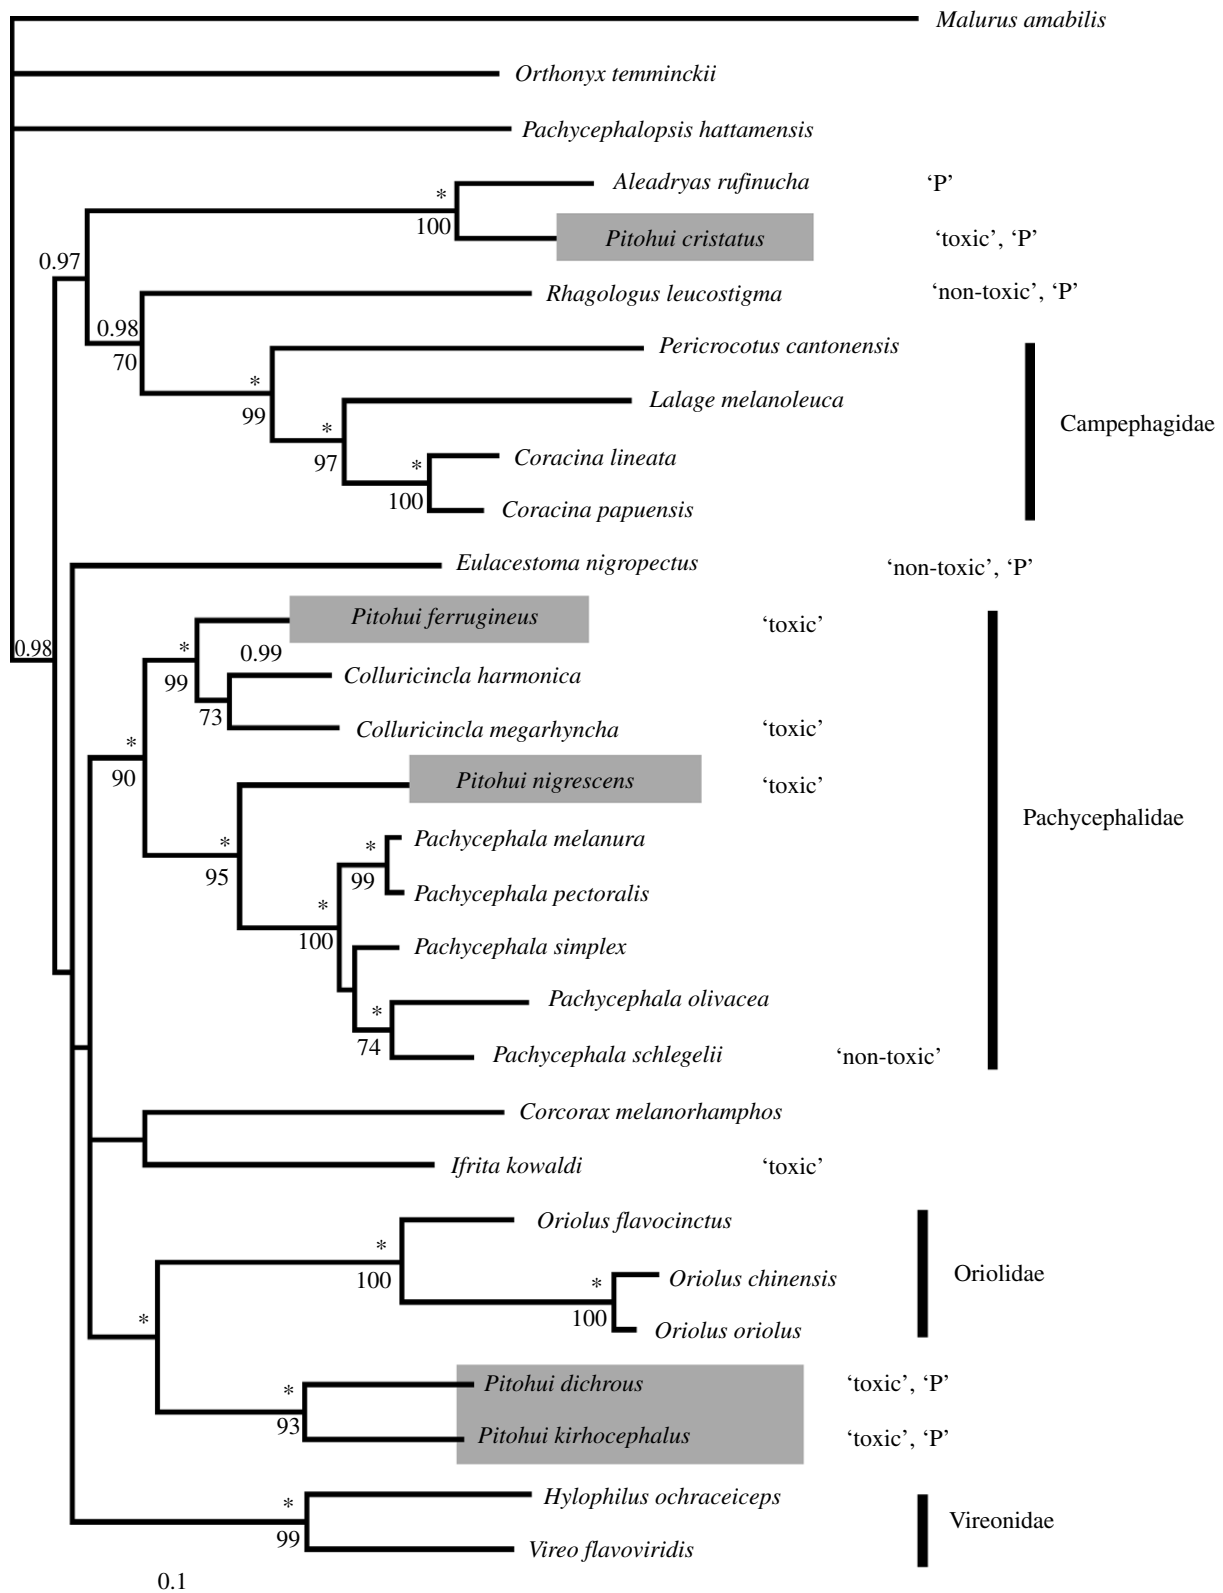 Malurus amabilis
Orthonyx temminckii
Pachycephalopsis hattamensis
* Aleadryas rufinucha ‘P’
100 Pitohui cristatus ‘toxic’, ‘P’
0.97
Rhagologus leucostigma ‘non-toxic’, ‘P’
0.98
70
Pericrocotus cantonensis
*
99
Lalage melanoleuca
*
97
Campephagidae
* Coracina lineata
100 Coracina papuensis
Eulacestoma nigropectus ‘non-toxic’, ‘P’
Pitohui ferrugineus ‘toxic’
0.98
* 0.99
99
Colluricincla harmonica
73 Colluricincla megarhyncha ‘toxic’
*
90
Pitohui nigrescens ‘toxic’
Pachycephalidae
* Pachycephala melanura
*
95
99 Pachycephala pectoralis
*
100
Pachycephala simplex
Pachycephala olivacea
*
74 Pachycephala schlegelii ‘non-toxic’
Corcorax melanorhamphos
Ifrita kowaldi ‘toxic’
Oriolus flavocinctus
*
100
* Oriolus chinensis
Oriolidae
100 Oriolus oriolus
*
* Pitohui dichrous ‘toxic’, ‘P’
93 Pitohui kirhocephalus ‘toxic’, ‘P’
* Hylophilus ochraceiceps
Vireonidae
99 Vireo flavoviridis
0.1